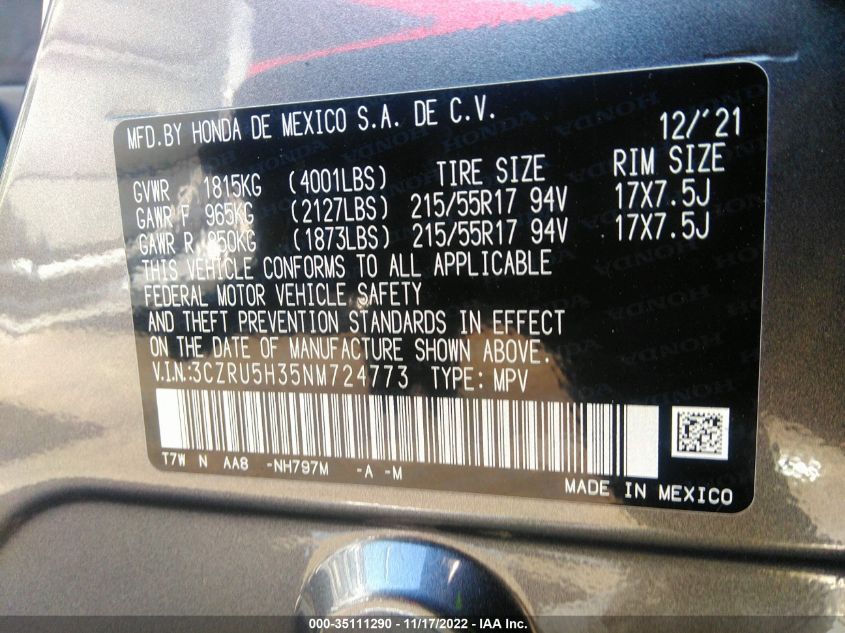 MFD.BY HONDA DE MEXICO S.A. DE C.V. 12/'21
GVWR 1815KG (4001LBS) TIRE SIZE RIM SIZE
GAWR F 965KG (2127LBS) 215/55R17 94V 17X7.5J
GAWR R 850KG (1873LBS) 215/55R17 94V 17X7.5J
THIS VEHICLE CONFORMS TO ALL APPLICABLE
FEDERAL MOTOR VEHICLE SAFETY
AND THEFT PREVENTION STANDARDS IN EFFECT
ON THE DATE OF MANUFACTURE SHOWN ABOVE.
V.I.N.:3CZRU5H35NM724773 TYPE: MPV
T7W N AA8 -NH797M -A -M
MADE IN MEXICO
000-35111290 - 11/17/2022 - IAA Inc.